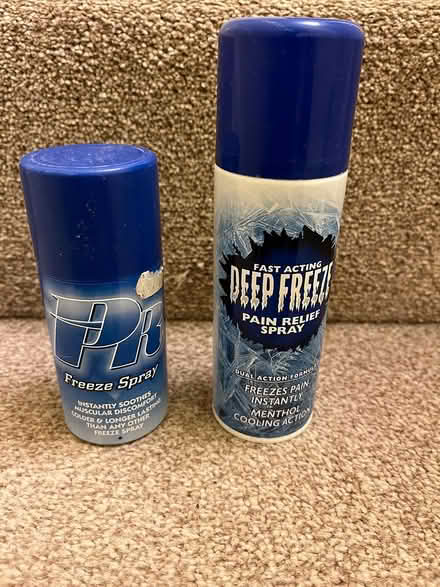 PR
Freeze Spray
INSTANTLY SOOTHES
MUSCULAR DISCOMFORT
COLDER & LONGER LASTING
THAN ANY OTHER
FREEZE SPRAY
FAST ACTING
DEEP FREEZE
PAIN RELIEF
SPRAY
DUAL ACTION FORMULA
FREEZES PAIN
INSTANTLY
MENTHOL
COOLING ACTION